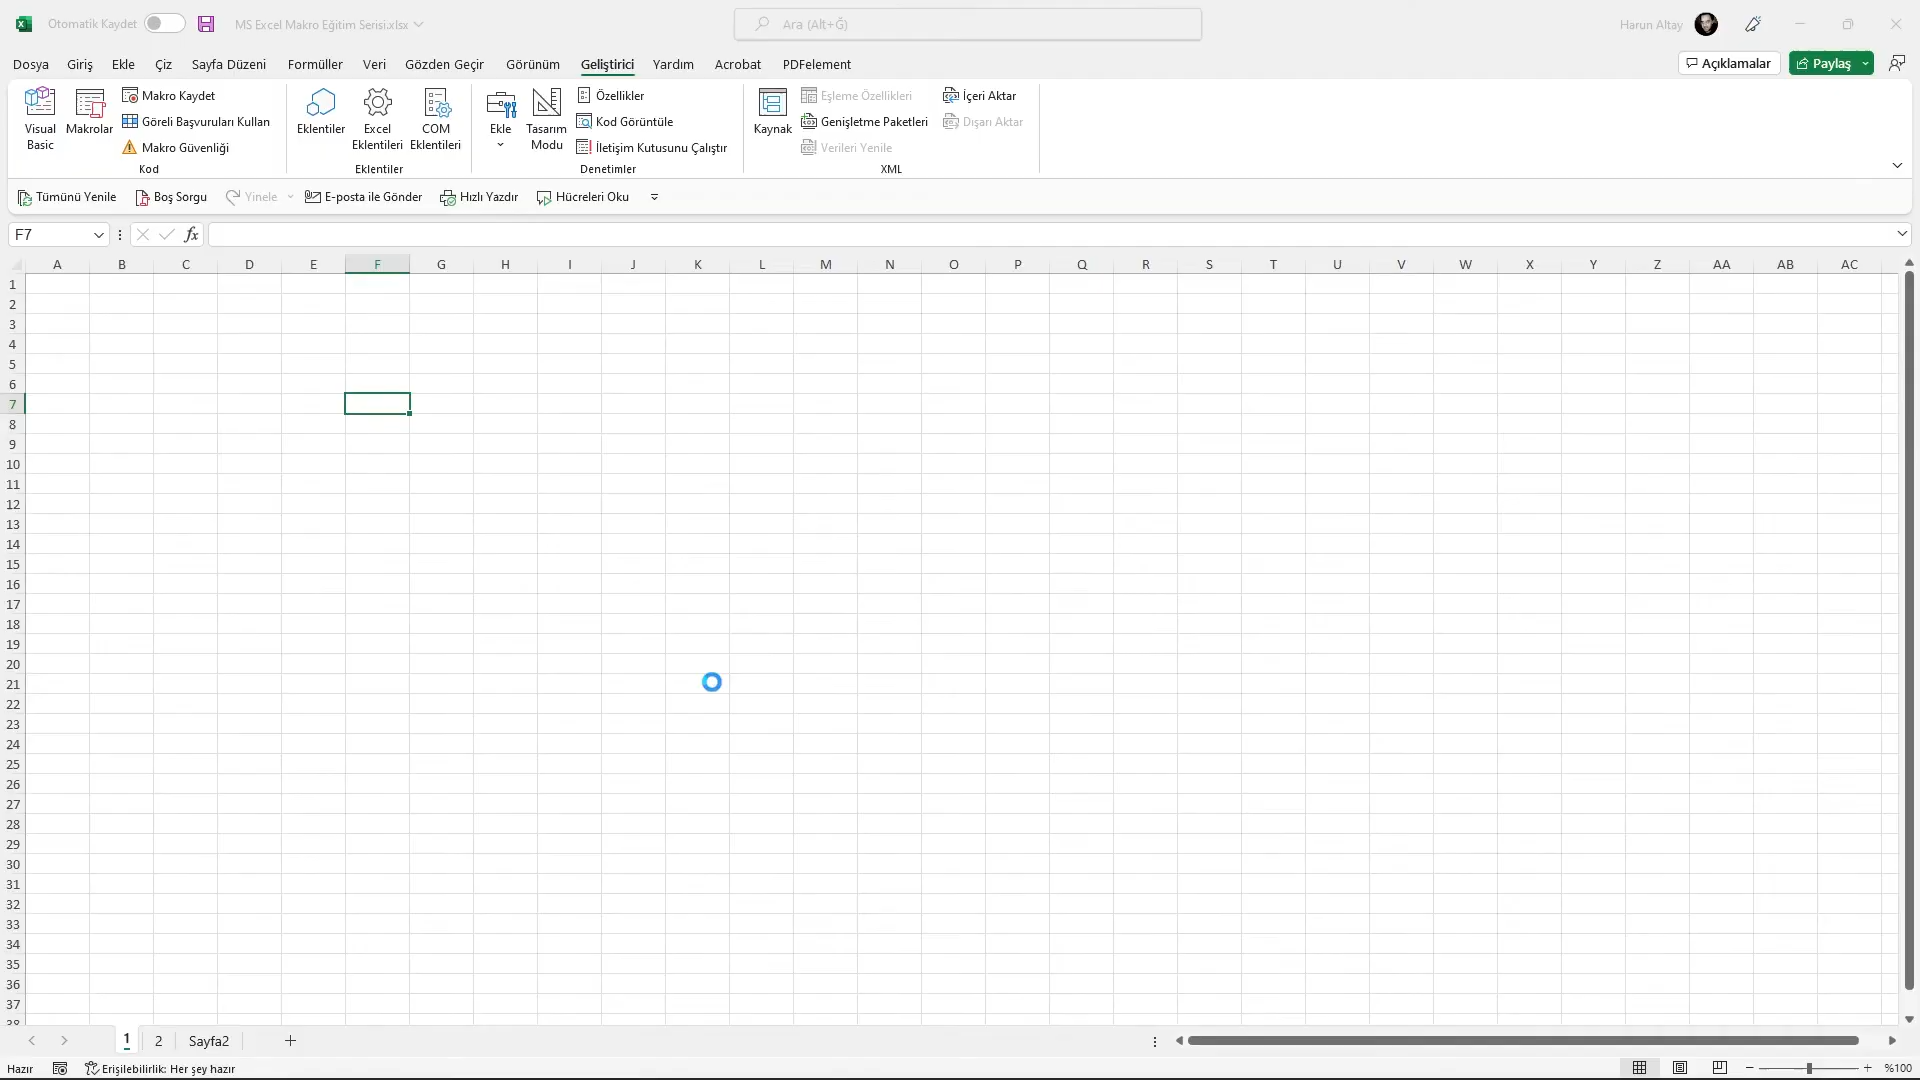 Otomatik Kaydet MS Excel Makro Eğitim Serisi.xlsx Ara (Alt+Ğ) Harun Altay
Dosya Giriş Ekle Çiz Sayfa Düzeni Formüller Veri Gözden Geçir Görünüm Geliştirici Yardım Acrobat PDFelement Açıklamalar Paylaş
Visual Basic
Makrolar
Makro Kaydet
Göreli Başvuruları Kullan
Makro Güvenliği
Kod
Eklentiler
Excel Eklentileri
COM Eklentileri
Eklentiler
Ekle
Tasarım Modu
Özellikler
Kod Görüntüle
İletişim Kutusunu Çalıştır
Denetimler
Kaynak
Eşleme Özellikleri
Genişletme Paketleri
Verileri Yenile
İçeri Aktar
Dışarı Aktar
XML
Tümünü Yenile Boş Sorgu Yinele E-posta ile Gönder Hızlı Yazdır Hücreleri Oku
F7 fx
A B C D E F G H I J K L M N O P Q R S T U V W X Y Z AA AB AC
1
2
3
4
5
6
7
8
9
10
11
12
13
14
15
16
17
18
19
20
21
22
23
24
25
26
27
28
29
30
31
32
33
34
35
36
37
38
1 2 Sayfa2
Hazır Erişilebilirlik: Her şey hazır %100